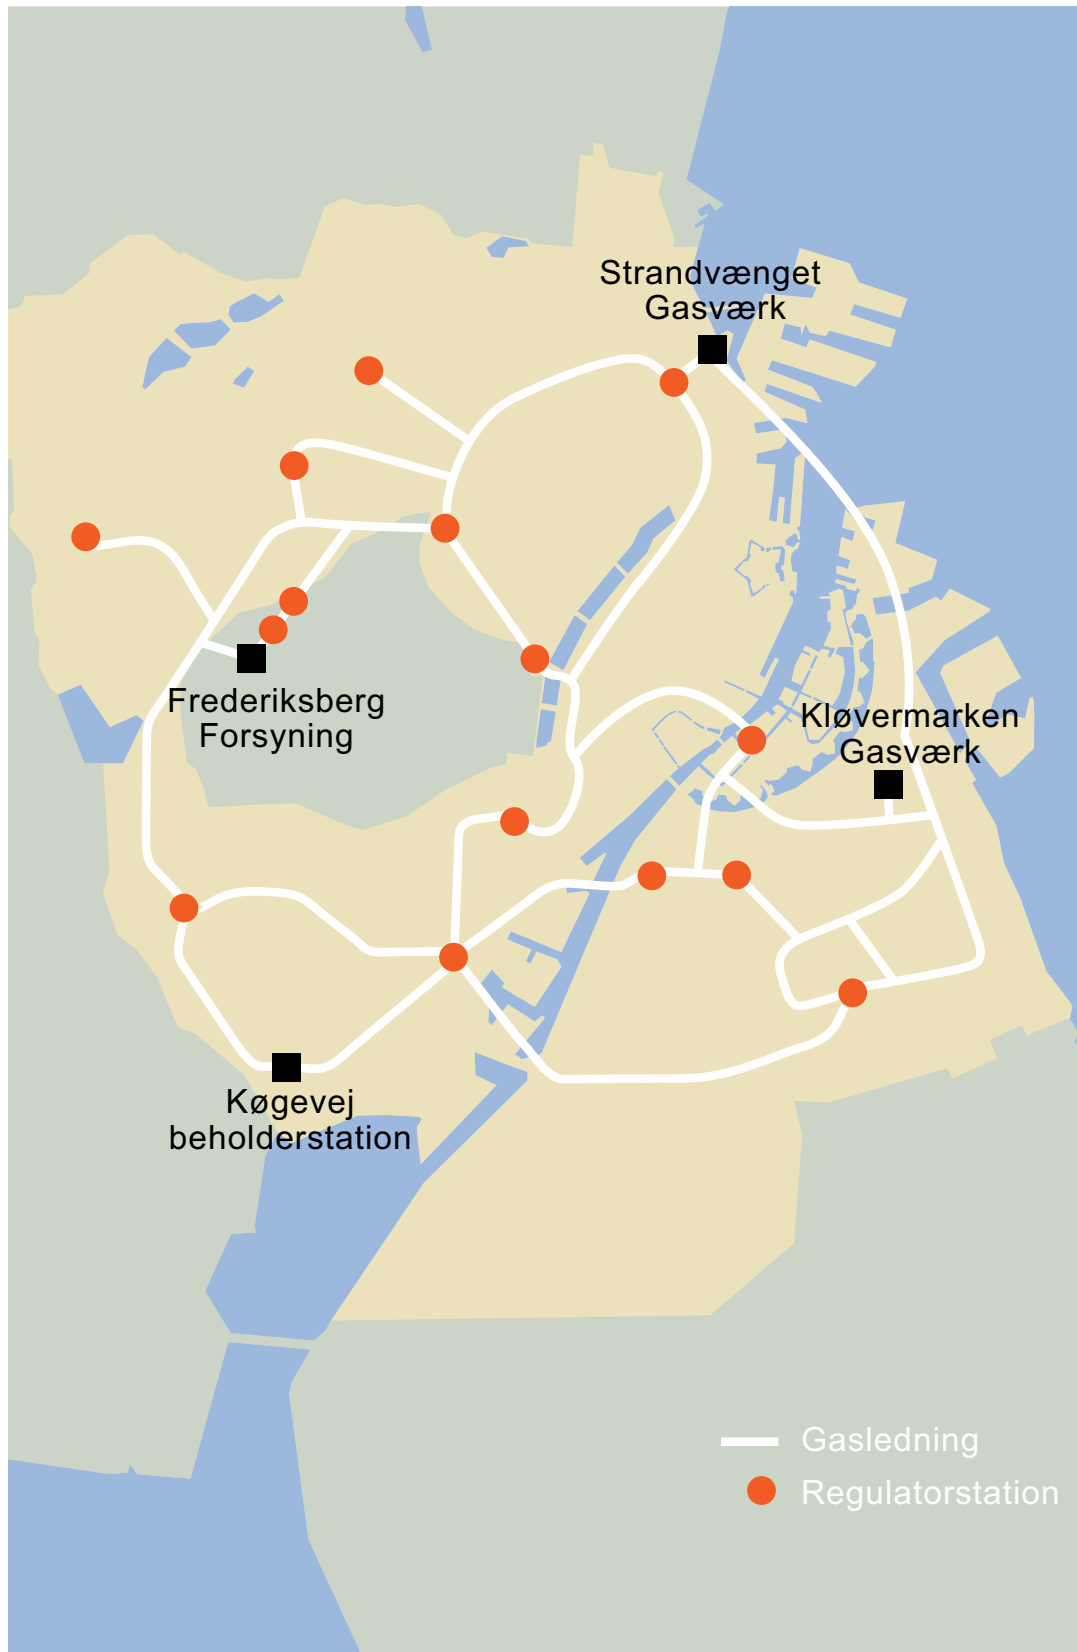 Strandvænget
Gasværk
Frederiksberg
Forsyning
Kløvermarken
Gasværk
Køgevej
beholderstation
Gasledning
Regulatorstation